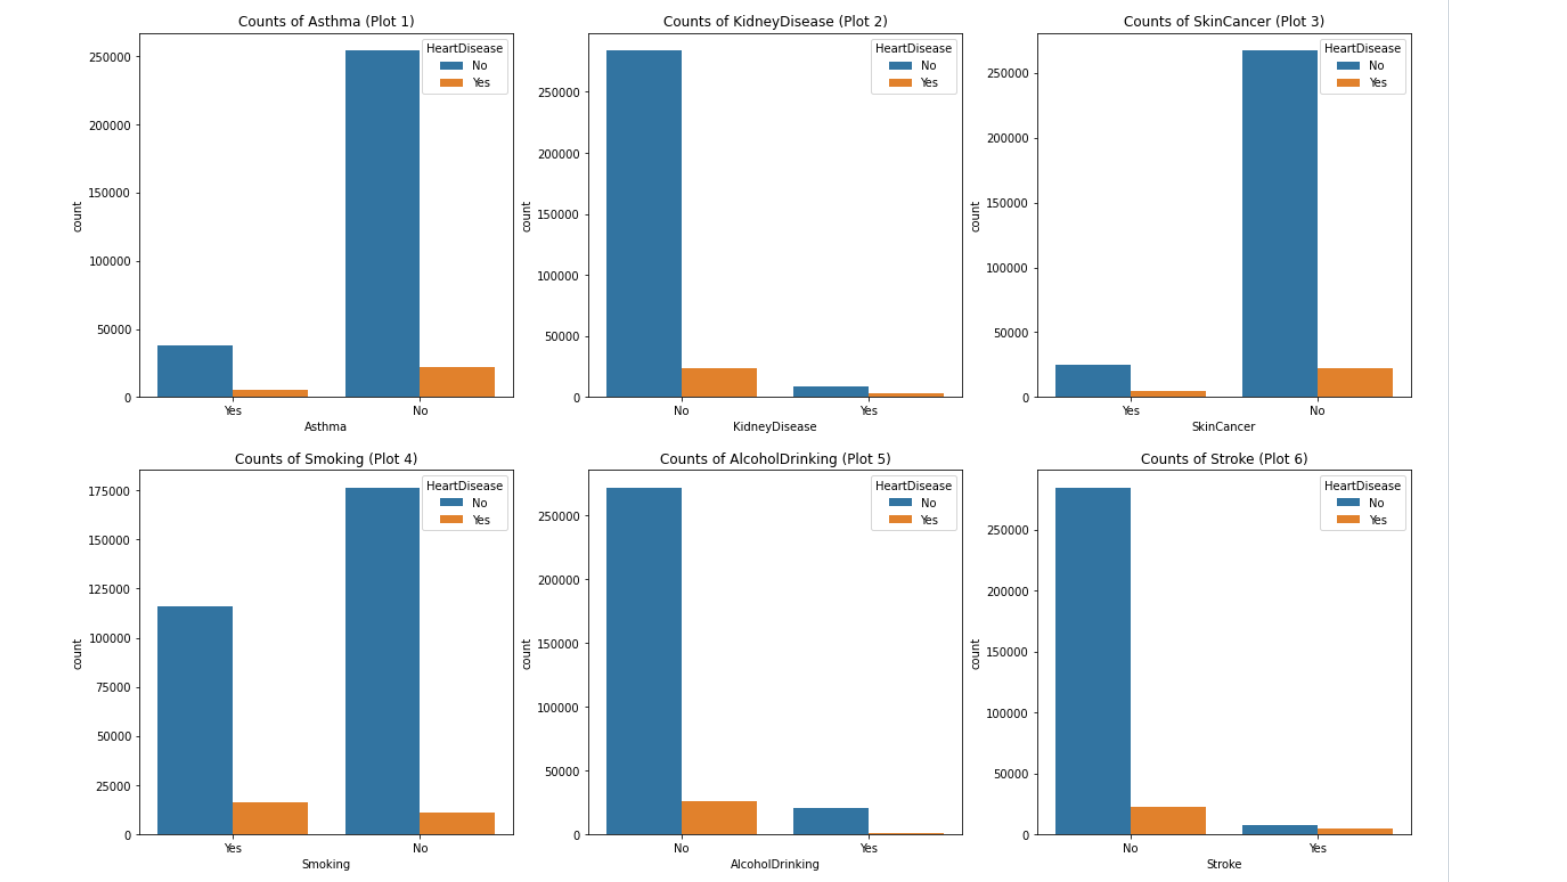 Counts of Asthma (Plot 1)
HeartDisease
No
Yes
250000
200000
150000
100000
50000
0
count
Yes No
Asthma
Counts of KidneyDisease (Plot 2)
HeartDisease
No
Yes
250000
200000
150000
100000
50000
0
count
No Yes
KidneyDisease
Counts of SkinCancer (Plot 3)
HeartDisease
No
Yes
250000
200000
150000
100000
50000
0
count
Yes No
SkinCancer
Counts of Smoking (Plot 4)
HeartDisease
No
Yes
175000
150000
125000
100000
75000
50000
25000
0
count
Yes No
Smoking
Counts of AlcoholDrinking (Plot 5)
HeartDisease
No
Yes
250000
200000
150000
100000
50000
0
count
No Yes
AlcoholDrinking
Counts of Stroke (Plot 6)
HeartDisease
No
Yes
250000
200000
150000
100000
50000
0
count
No Yes
Stroke